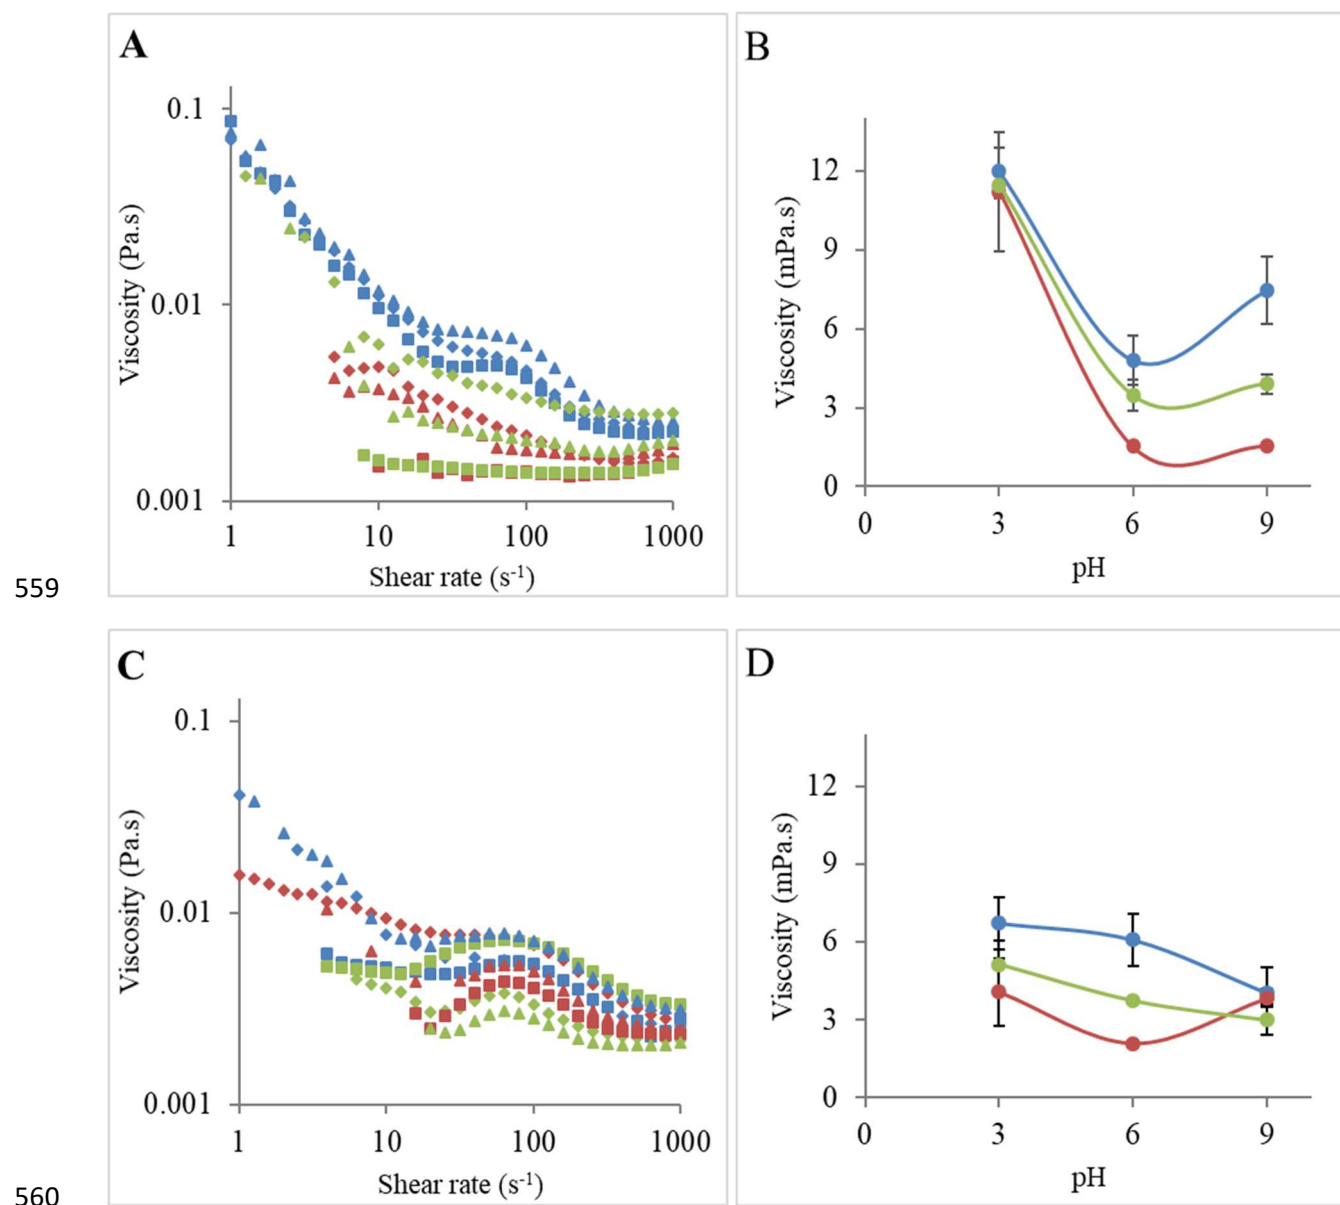 A
0.1
0.01
0.001
Viscosity (Pa.s)
1 10 100 1000
Shear rate (s⁻¹)
B
12
9
6
3
0
Viscosity (mPa.s)
0 3 6 9
pH
559
C
0.1
0.01
0.001
Viscosity (Pa.s)
1 10 100 1000
Shear rate (s⁻¹)
D
12
9
6
3
0
Viscosity (mPa.s)
0 3 6 9
pH
560